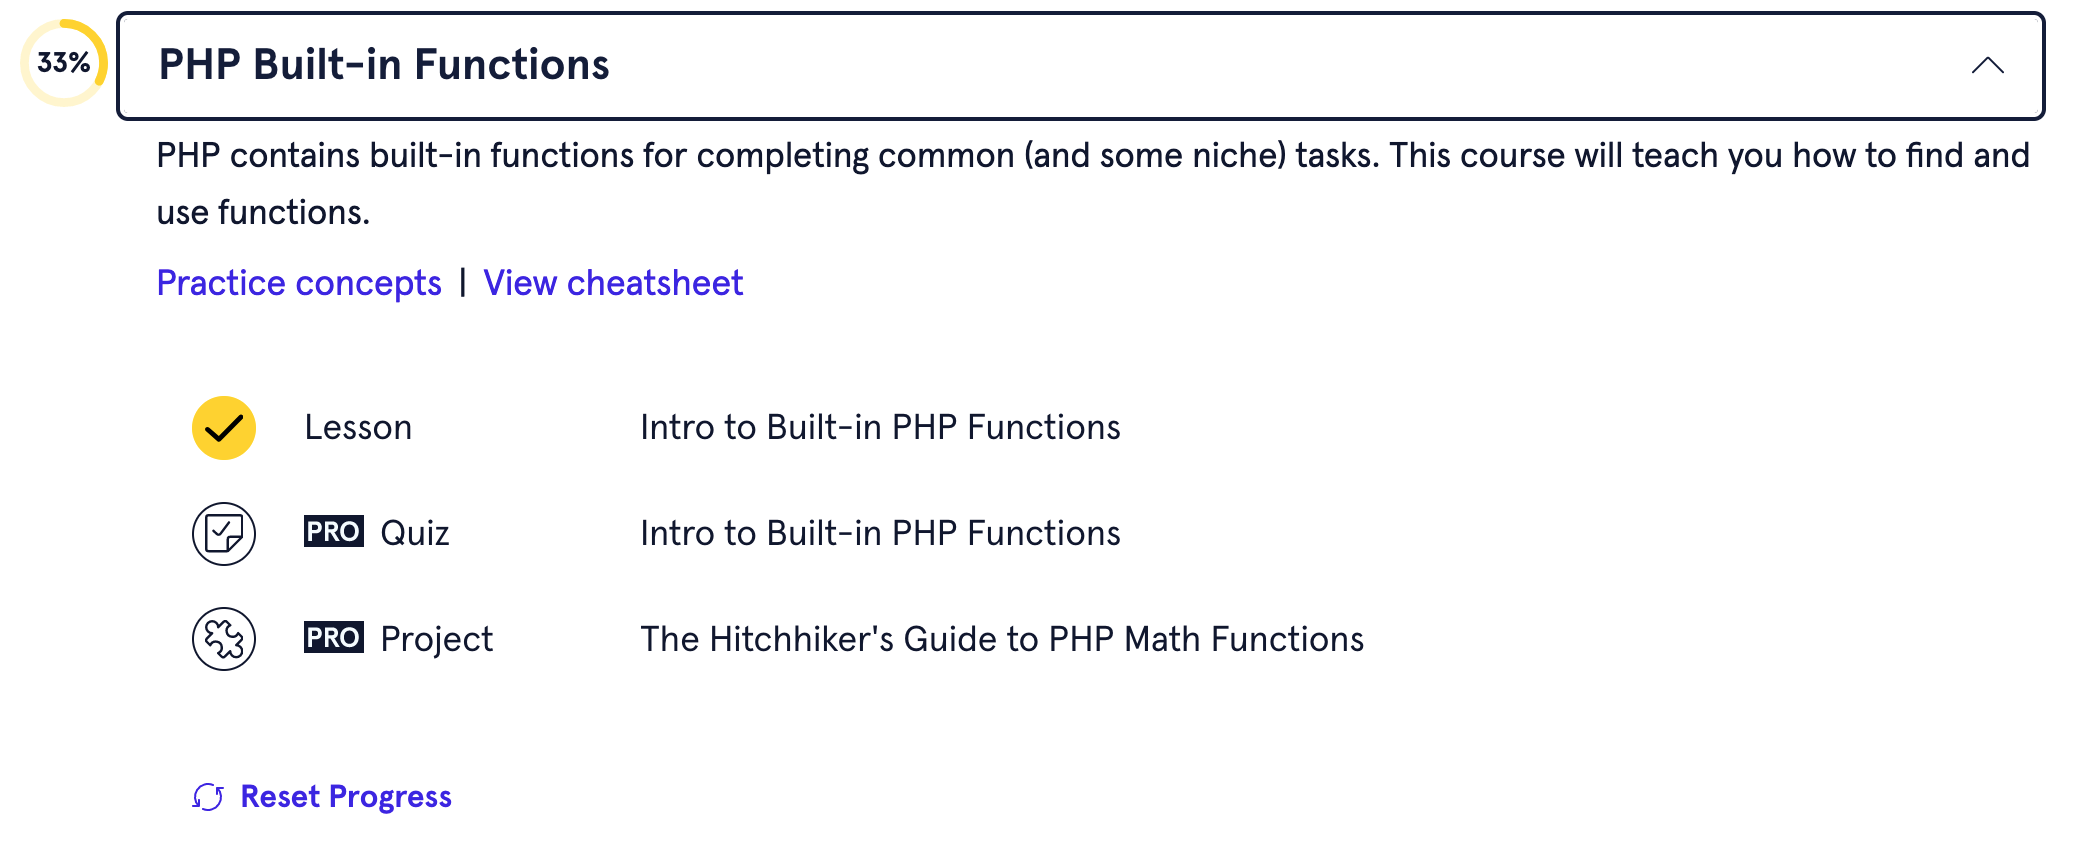 33%
PHP Built-in Functions
PHP contains built-in functions for completing common (and some niche) tasks. This course will teach you how to find and
use functions.
Practice concepts | View cheatsheet
Lesson Intro to Built-in PHP Functions
PRO Quiz Intro to Built-in PHP Functions
PRO Project The Hitchhiker's Guide to PHP Math Functions
Reset Progress